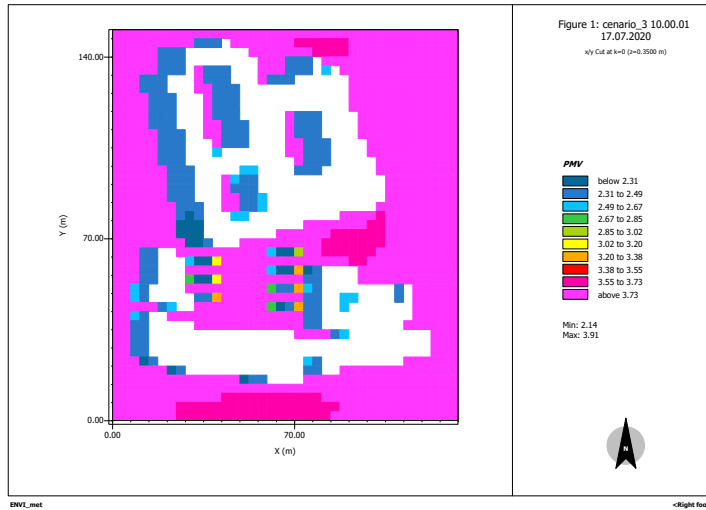 Figure 1: cenario_3 10.00.01
17.07.2020
x/y Cut at k=0 (z=0.3500 m)
140.00
70.00
0.00
Y (m)
0.00
70.00
X (m)
PMV
below 2.31
2.31 to 2.49
2.49 to 2.67
2.67 to 2.85
2.85 to 3.02
3.02 to 3.20
3.20 to 3.38
3.38 to 3.55
3.55 to 3.73
above 3.73
Min: 2.14
Max: 3.91
N
ENVI_met
<Right foo